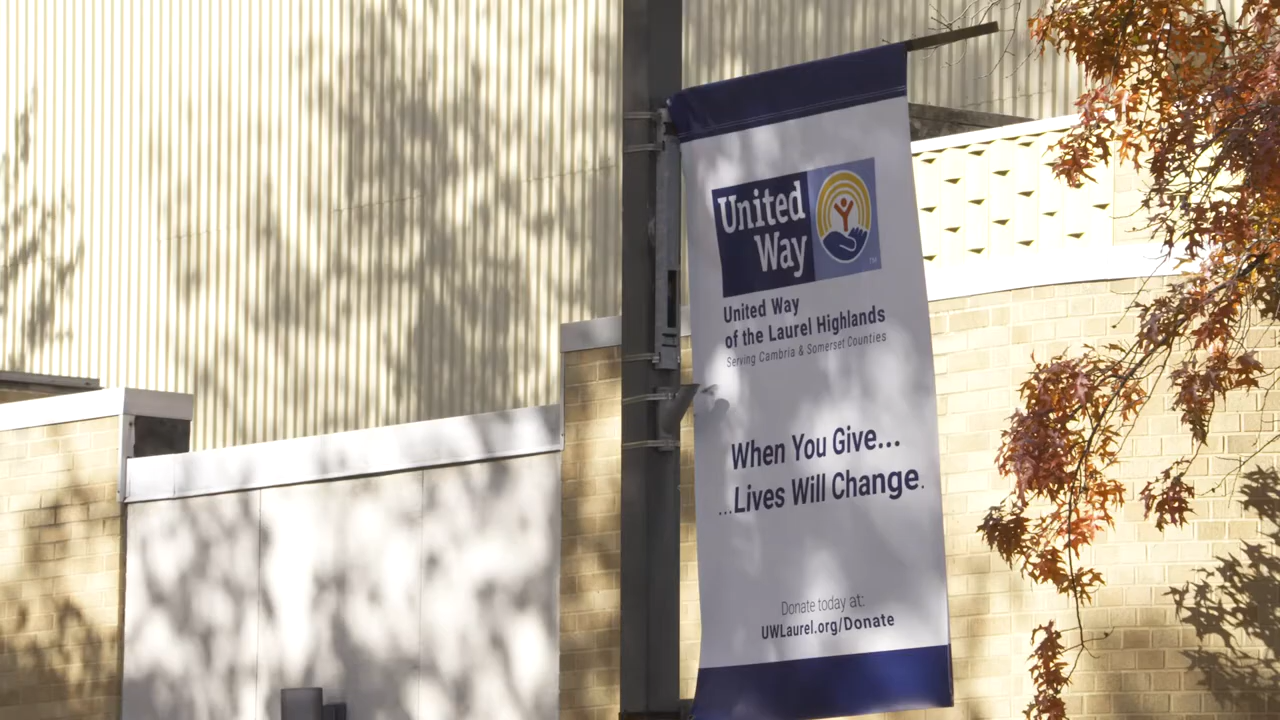 United
Way
TM
United Way
of the Laurel Highlands
Serving Cambria & Somerset Counties
When You Give...
...Lives Will Change.
Donate today at:
UWLaurel.org/Donate